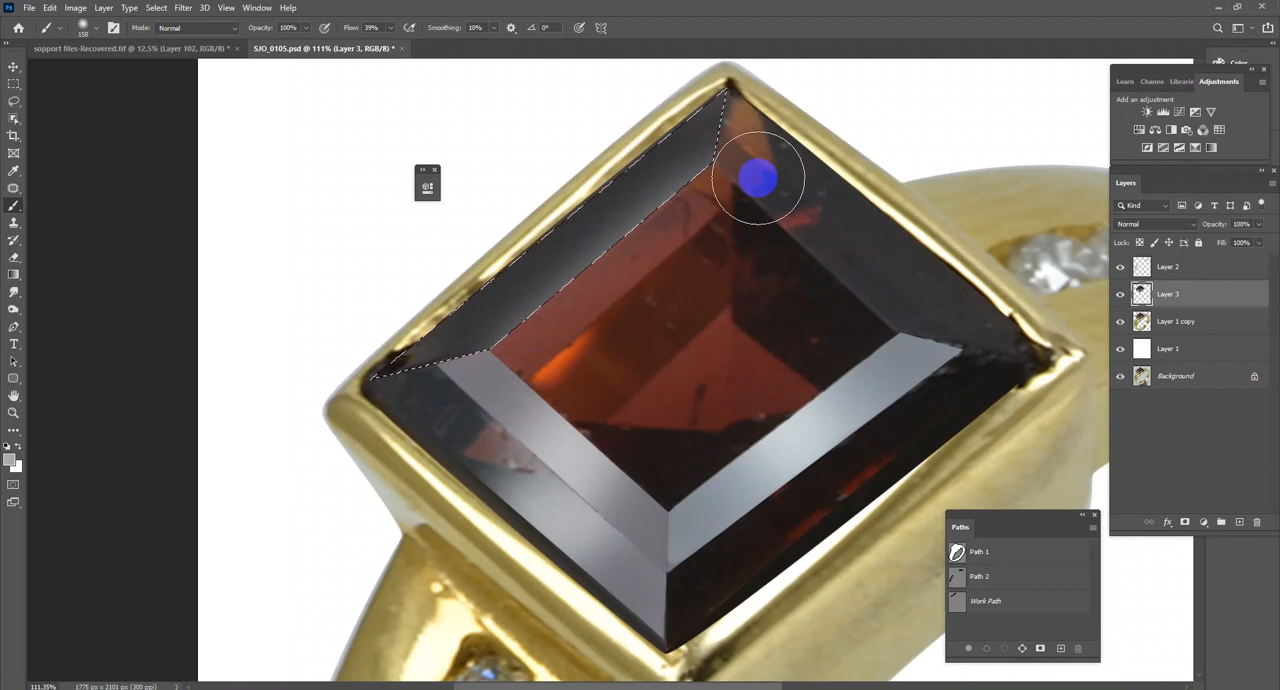 File Edit Image Layer Type Select Filter 3D View Window Help
158 Mode: Normal Opacity: 100% Flow: 39% Smoothing: 10% 0°
sopport files-Recovered.tif @ 12.5% (Layer 102, RGB/8) * × SJO_0105.psd @ 111% (Layer 3, RGB/8) * ×
Color
Learn Channe Librarie Adjustments
Add an adjustment
Layers
Kind
Normal Opacity: 100%
Lock: Fill: 100%
Layer 2
Layer 3
Layer 1 copy
Layer 1
Background
Paths
Path 1
Path 2
Work Path
111.35% 1775 px x 2101 px (300 ppi)